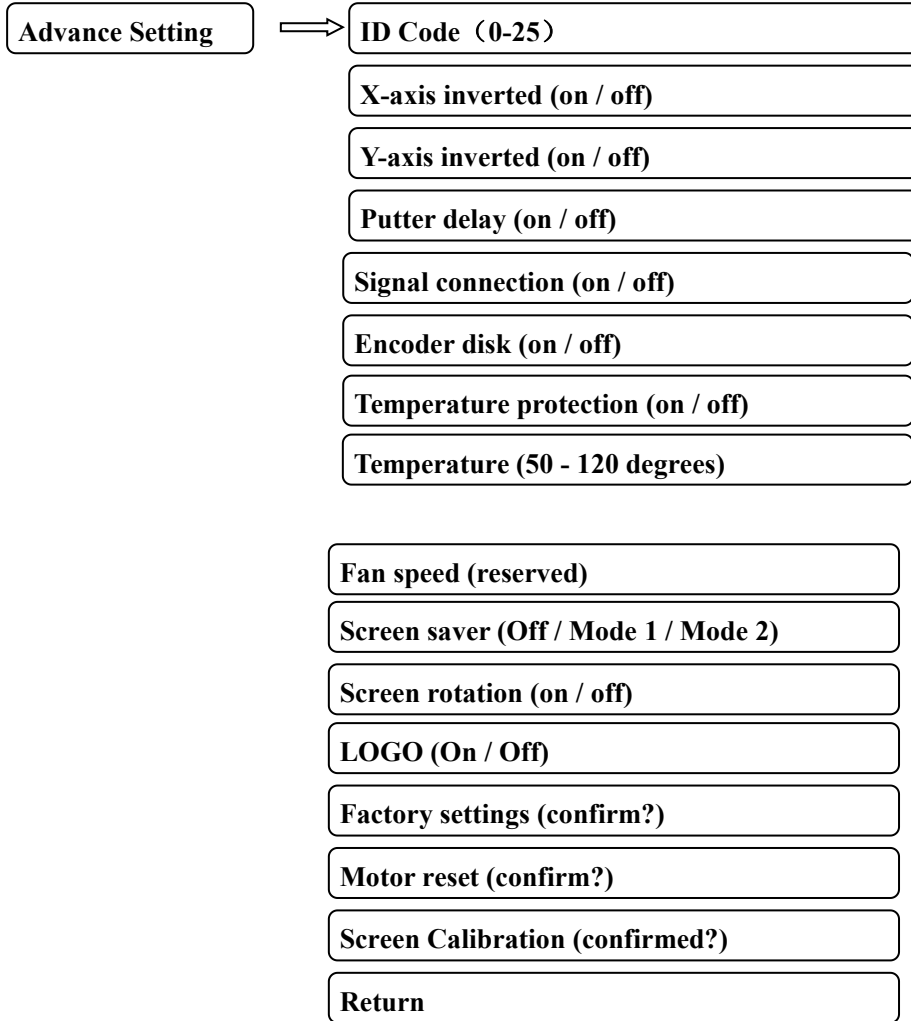 Advance Setting
ID Code（0-25）
X-axis inverted (on / off)
Y-axis inverted (on / off)
Putter delay (on / off)
Signal connection (on / off)
Encoder disk (on / off)
Temperature protection (on / off)
Temperature (50 - 120 degrees)
Fan speed (reserved)
Screen saver (Off / Mode 1 / Mode 2)
Screen rotation (on / off)
LOGO (On / Off)
Factory settings (confirm?)
Motor reset (confirm?)
Screen Calibration (confirmed?)
Return